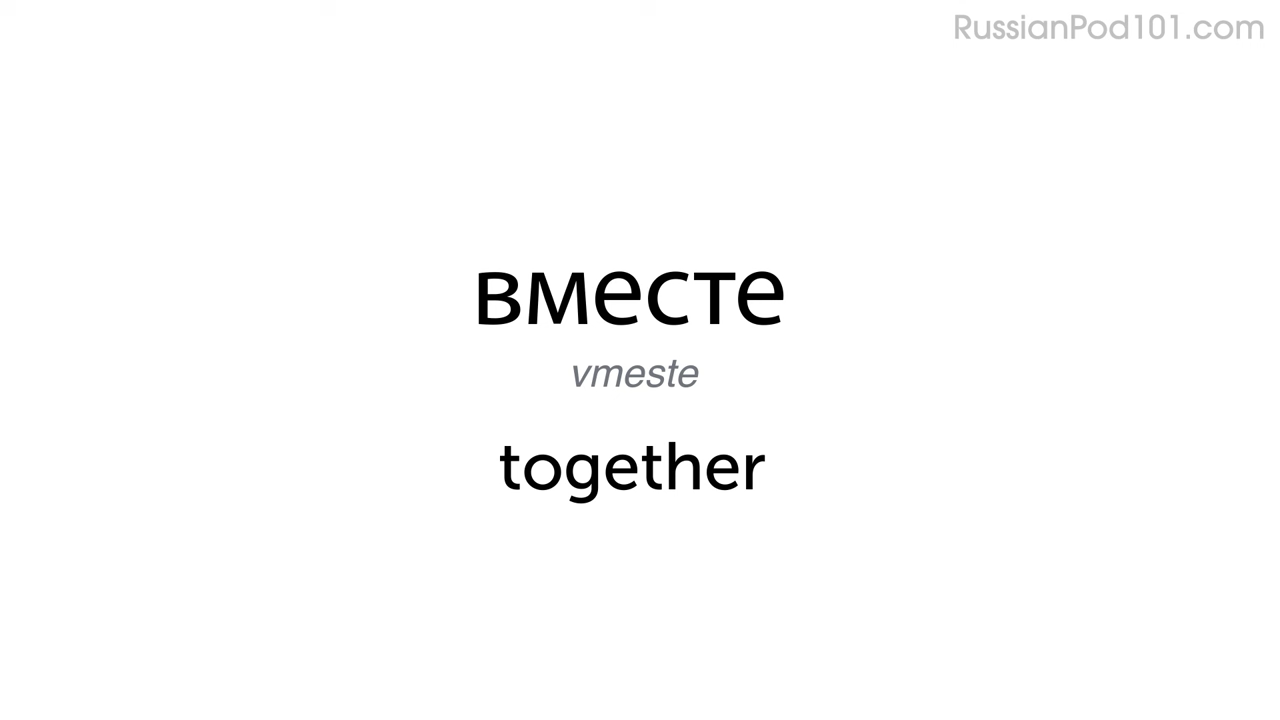 RussianPod101.com
вместе
vmeste
together